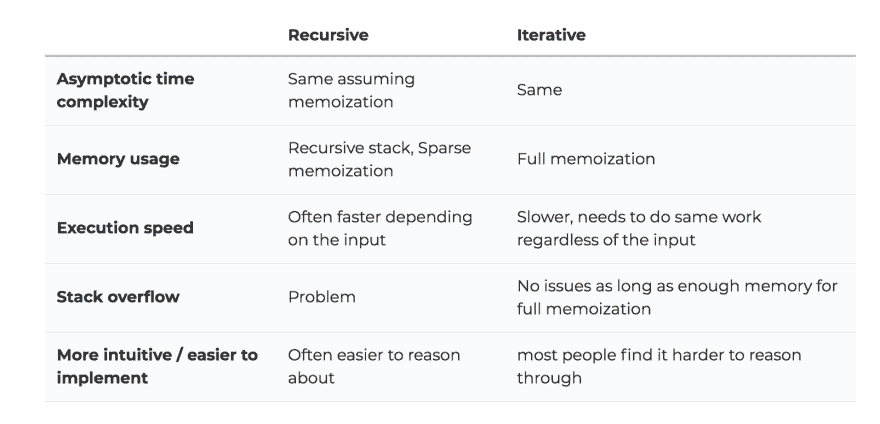 Recursive Iterative
Asymptotic time complexity Same assuming memoization Same
Memory usage Recursive stack, Sparse memoization Full memoization
Execution speed Often faster depending on the input Slower, needs to do same work regardless of the input
Stack overflow Problem No issues as long as enough memory for full memoization
More intuitive / easier to implement Often easier to reason about most people find it harder to reason through